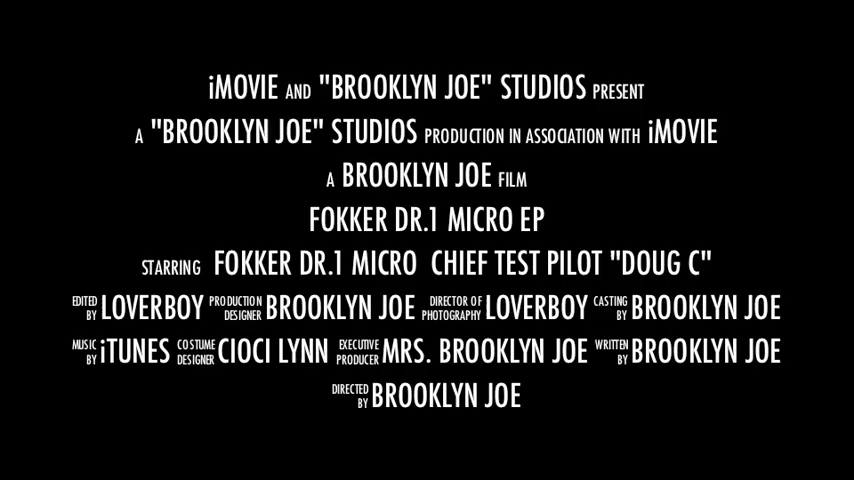 iMOVIE AND "BROOKLYN JOE" STUDIOS PRESENT
A "BROOKLYN JOE" STUDIOS PRODUCTION IN ASSOCIATION WITH iMOVIE
A BROOKLYN JOE FILM
FOKKER DR.1 MICRO EP
STARRING FOKKER DR.1 MICRO CHIEF TEST PILOT "DOUG C"
EDITED BY LOVERBOY PRODUCTION DESIGNER BROOKLYN JOE DIRECTOR OF PHOTOGRAPHY LOVERBOY CASTING BY BROOKLYN JOE
MUSIC BY iTUNES COSTUME DESIGNER CIOCI LYNN EXECUTIVE PRODUCER MRS. BROOKLYN JOE WRITTEN BY BROOKLYN JOE
DIRECTED BY BROOKLYN JOE